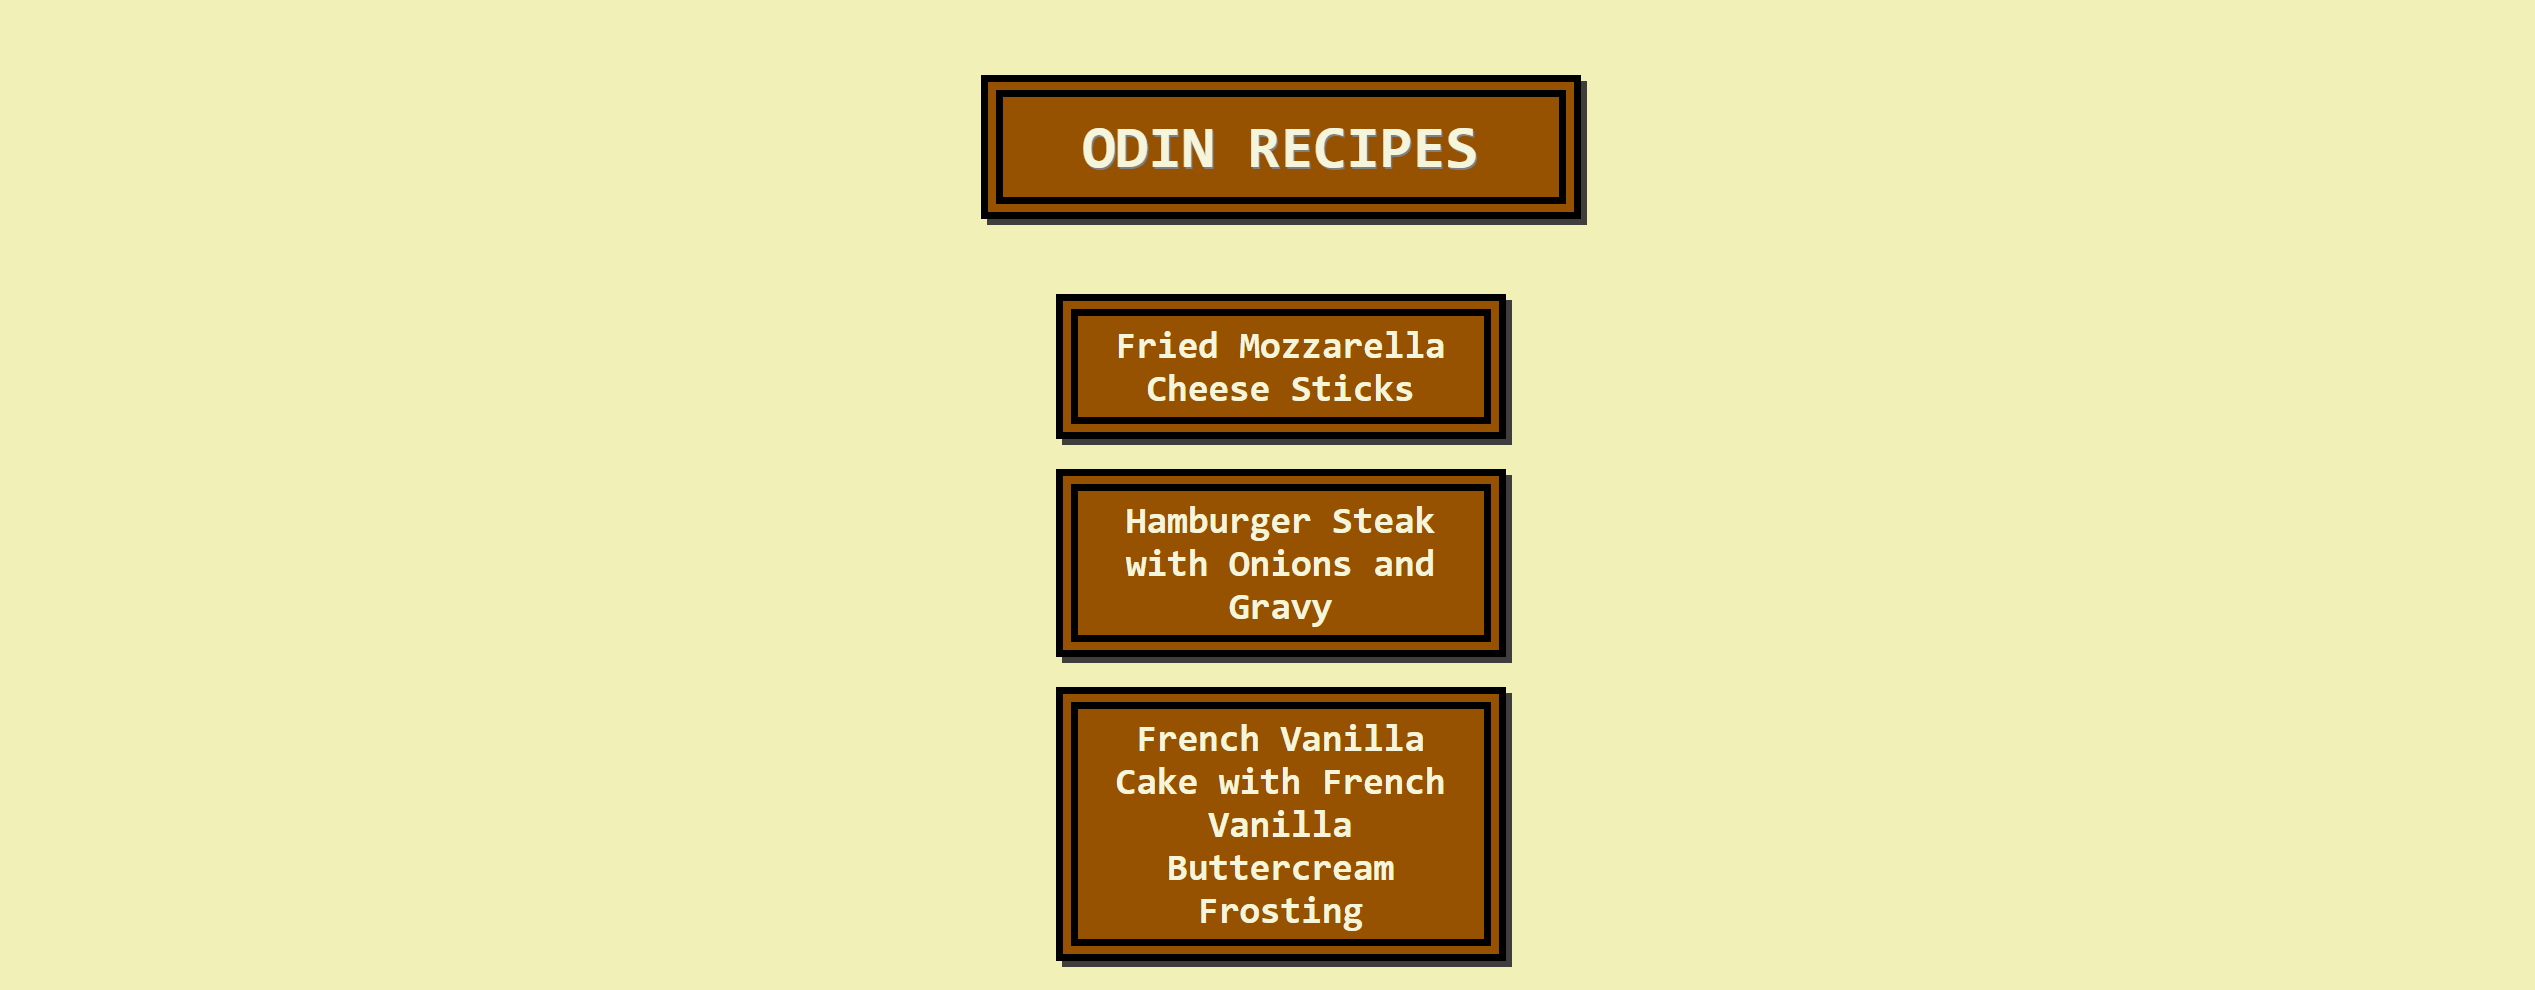 ODIN RECIPES
Fried Mozzarella
Cheese Sticks
Hamburger Steak
with Onions and
Gravy
French Vanilla
Cake with French
Vanilla
Buttercream
Frosting